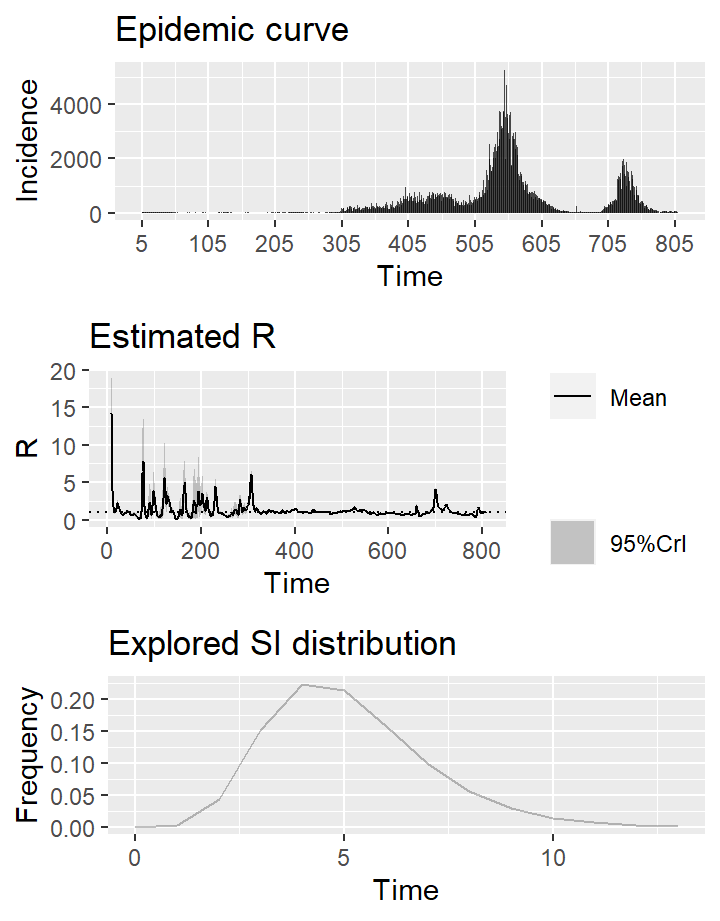 Epidemic curve
Incidence
4000
2000
0
5 105 205 305 405 505 605 705 805
Time
Estimated R
R
20
15
10
5
0
0 200 400 600 800
Time
Mean
95%CrI
Explored SI distribution
Frequency
0.20
0.15
0.10
0.05
0.00
0 5 10
Time